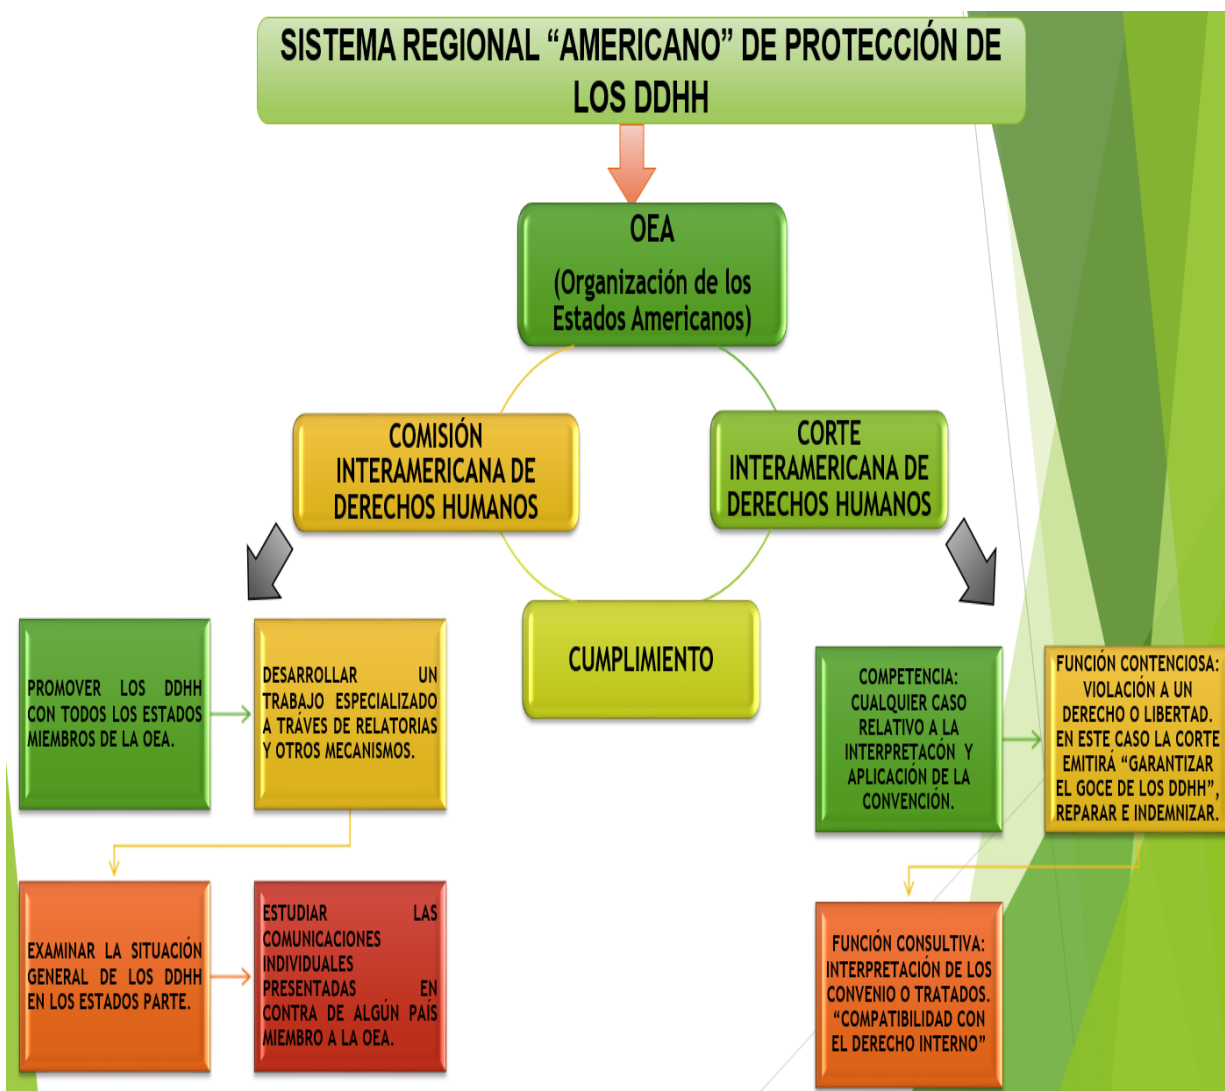 SISTEMA REGIONAL “AMERICANO” DE PROTECCIÓN DE
LOS DDHH
OEA
(Organización de los
Estados Americanos)
COMISIÓN
INTERAMERICANA DE
DERECHOS HUMANOS
CORTE
INTERAMERICANA DE
DERECHOS HUMANOS
CUMPLIMIENTO
PROMOVER LOS DDHH
CON TODOS LOS ESTADOS
MIEMBROS DE LA OEA.
DESARROLLAR UN
TRABAJO ESPECIALIZADO
A TRÁVES DE RELATORIAS
Y OTROS MECANISMOS.
EXAMINAR LA SITUACIÓN
GENERAL DE LOS DDHH
EN LOS ESTADOS PARTE.
ESTUDIAR LAS
COMUNICACIONES
INDIVIDUALES
PRESENTADAS EN
CONTRA DE ALGÚN PAÍS
MIEMBRO A LA OEA.
COMPETENCIA:
CUALQUIER CASO
RELATIVO A LA
INTERPRETACÓN Y
APLICACIÓN DE LA
CONVENCIÓN.
FUNCIÓN CONTENCIOSA:
VIOLACIÓN A UN
DERECHO O LIBERTAD.
EN ESTE CASO LA CORTE
EMITIRÁ “GARANTIZAR
EL GOCE DE LOS DDHH”,
REPARAR E INDEMNIZAR.
FUNCIÓN CONSULTIVA:
INTERPRETACIÓN DE LOS
CONVENIO O TRATADOS.
“COMPATIBILIDAD CON
EL DERECHO INTERNO”